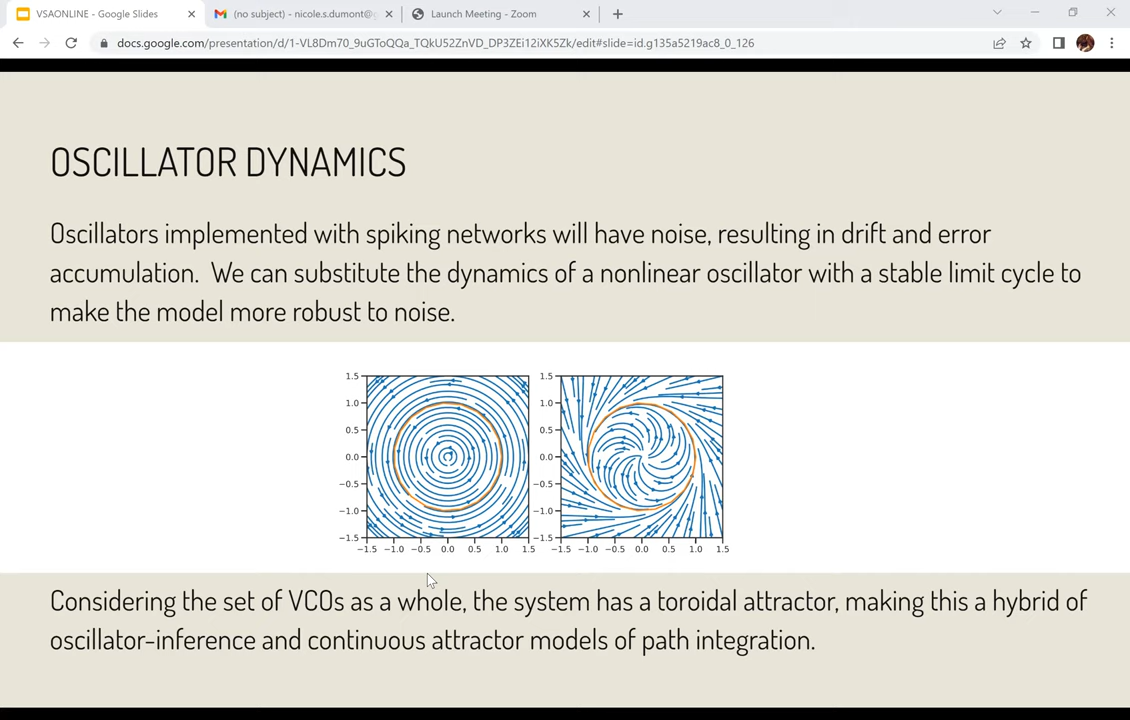 VSAONLINE - Google Slides
(no subject) - nicole.s.dumont@
Launch Meeting - Zoom
docs.google.com/presentation/d/1-VL8Dm70_9uGToQQa_TQkU52ZnVD_DP3ZEi12iXK5Zk/edit#slide=id.g135a5219ac8_0_126
OSCILLATOR DYNAMICS
Oscillators implemented with spiking networks will have noise, resulting in drift and error
accumulation. We can substitute the dynamics of a nonlinear oscillator with a stable limit cycle to
make the model more robust to noise.
1.5 1.5
1.0 1.0
0.5 0.5
0.0 0.0
−0.5 −0.5
−1.0 −1.0
−1.5 −1.5
−1.5 −1.0 −0.5 0.0 0.5 1.0 1.5 −1.5 −1.0 −0.5 0.0 0.5 1.0 1.5
Considering the set of VCOs as a whole, the system has a toroidal attractor, making this a hybrid of
oscillator-inference and continuous attractor models of path integration.